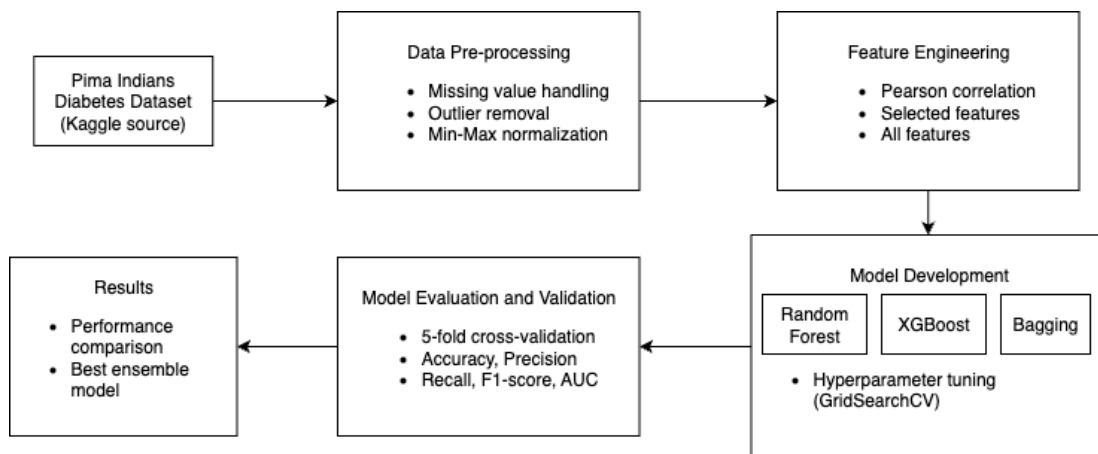 Pima Indians
Diabetes Dataset
(Kaggle source)
Data Pre-processing
• Missing value handling
• Outlier removal
• Min-Max normalization
Feature Engineering
• Pearson correlation
• Selected features
• All features
Model Development
Random
Forest
XGBoost
Bagging
• Hyperparameter tuning
(GridSearchCV)
Model Evaluation and Validation
• 5-fold cross-validation
• Accuracy, Precision
• Recall, F1-score, AUC
Results
• Performance
comparison
• Best ensemble
model